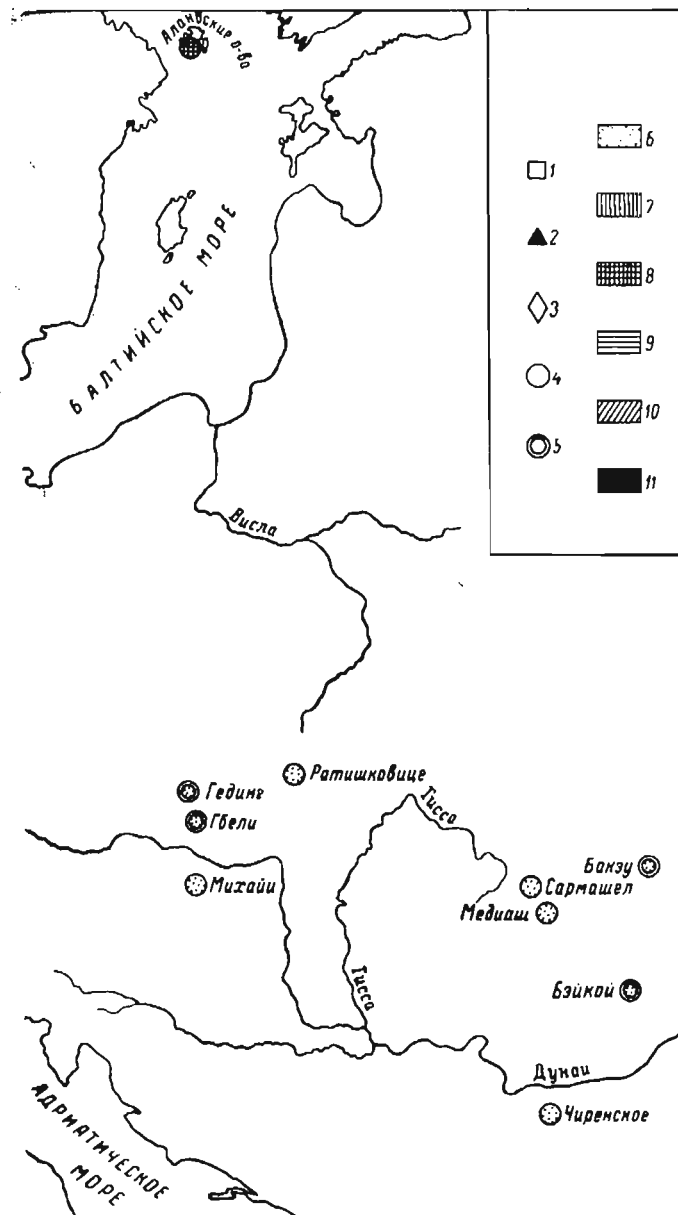 Аландские о-ва
БАЛТИЙСКОЕ МОРЕ
1
2
3
4
5
6
7
8
9
10
11
Висла
Ратишковице
Гединг
Гбели
Михайи
Тисса
Тисса
Банэу
Сармашел
Медиаш
Бэйкой
Дунай
Чиренское
АДРИАТИЧЕСКОЕ
МОРЕ